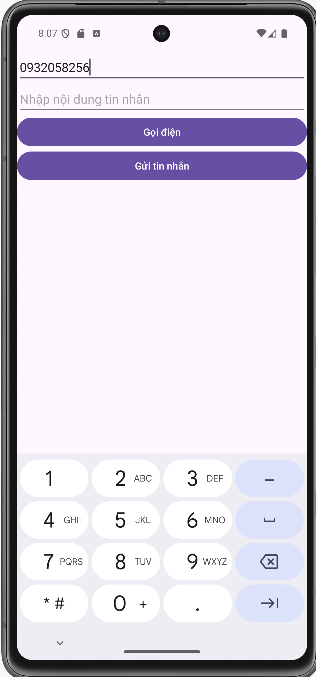 8:07
0932058256
Nhập nội dung tin nhắn
Gọi điện
Gửi tin nhắn
1 2 ABC 3 DEF –
4 GHI 5 JKL 6 MNO
7 PQRS 8 TUV 9 WXYZ
* # 0 + .